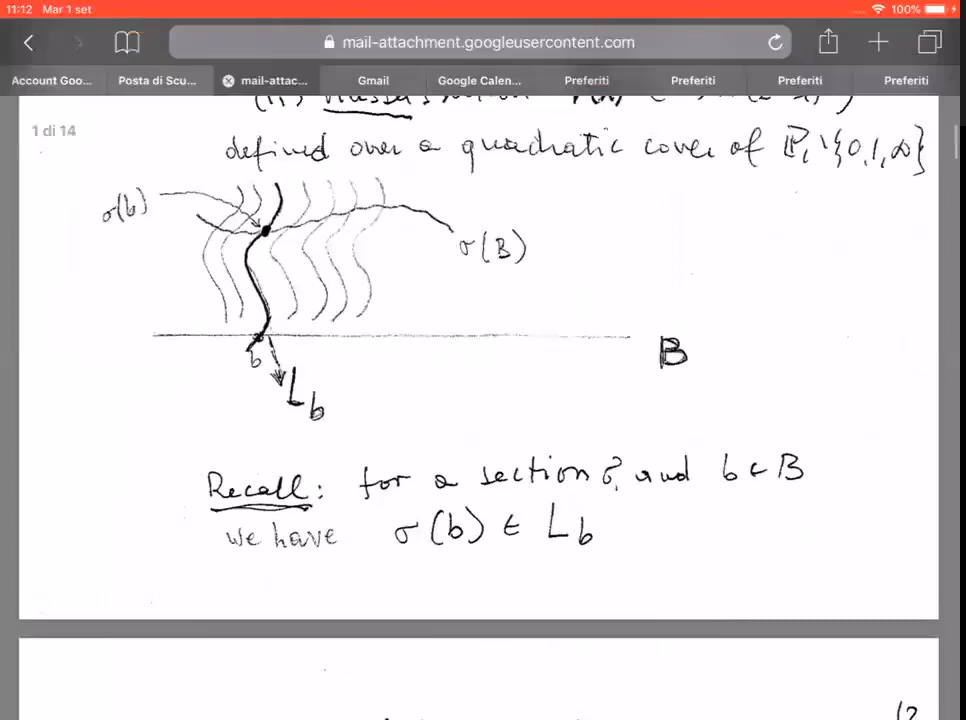 11:12 Mar 1 set
100%
mail-attachment.googleusercontent.com
Account Goo... Posta di Scu... mail-attac... Gmail Google Calen... Preferiti Preferiti Preferiti Preferiti
1 di 14
defined over a quadratic cover of P₁\{0,1,∞}
σ(b)
σ(B)
b
B
L_b
Recall: for a section σ, and b ∈ B
we have σ(b) ∈ L_b